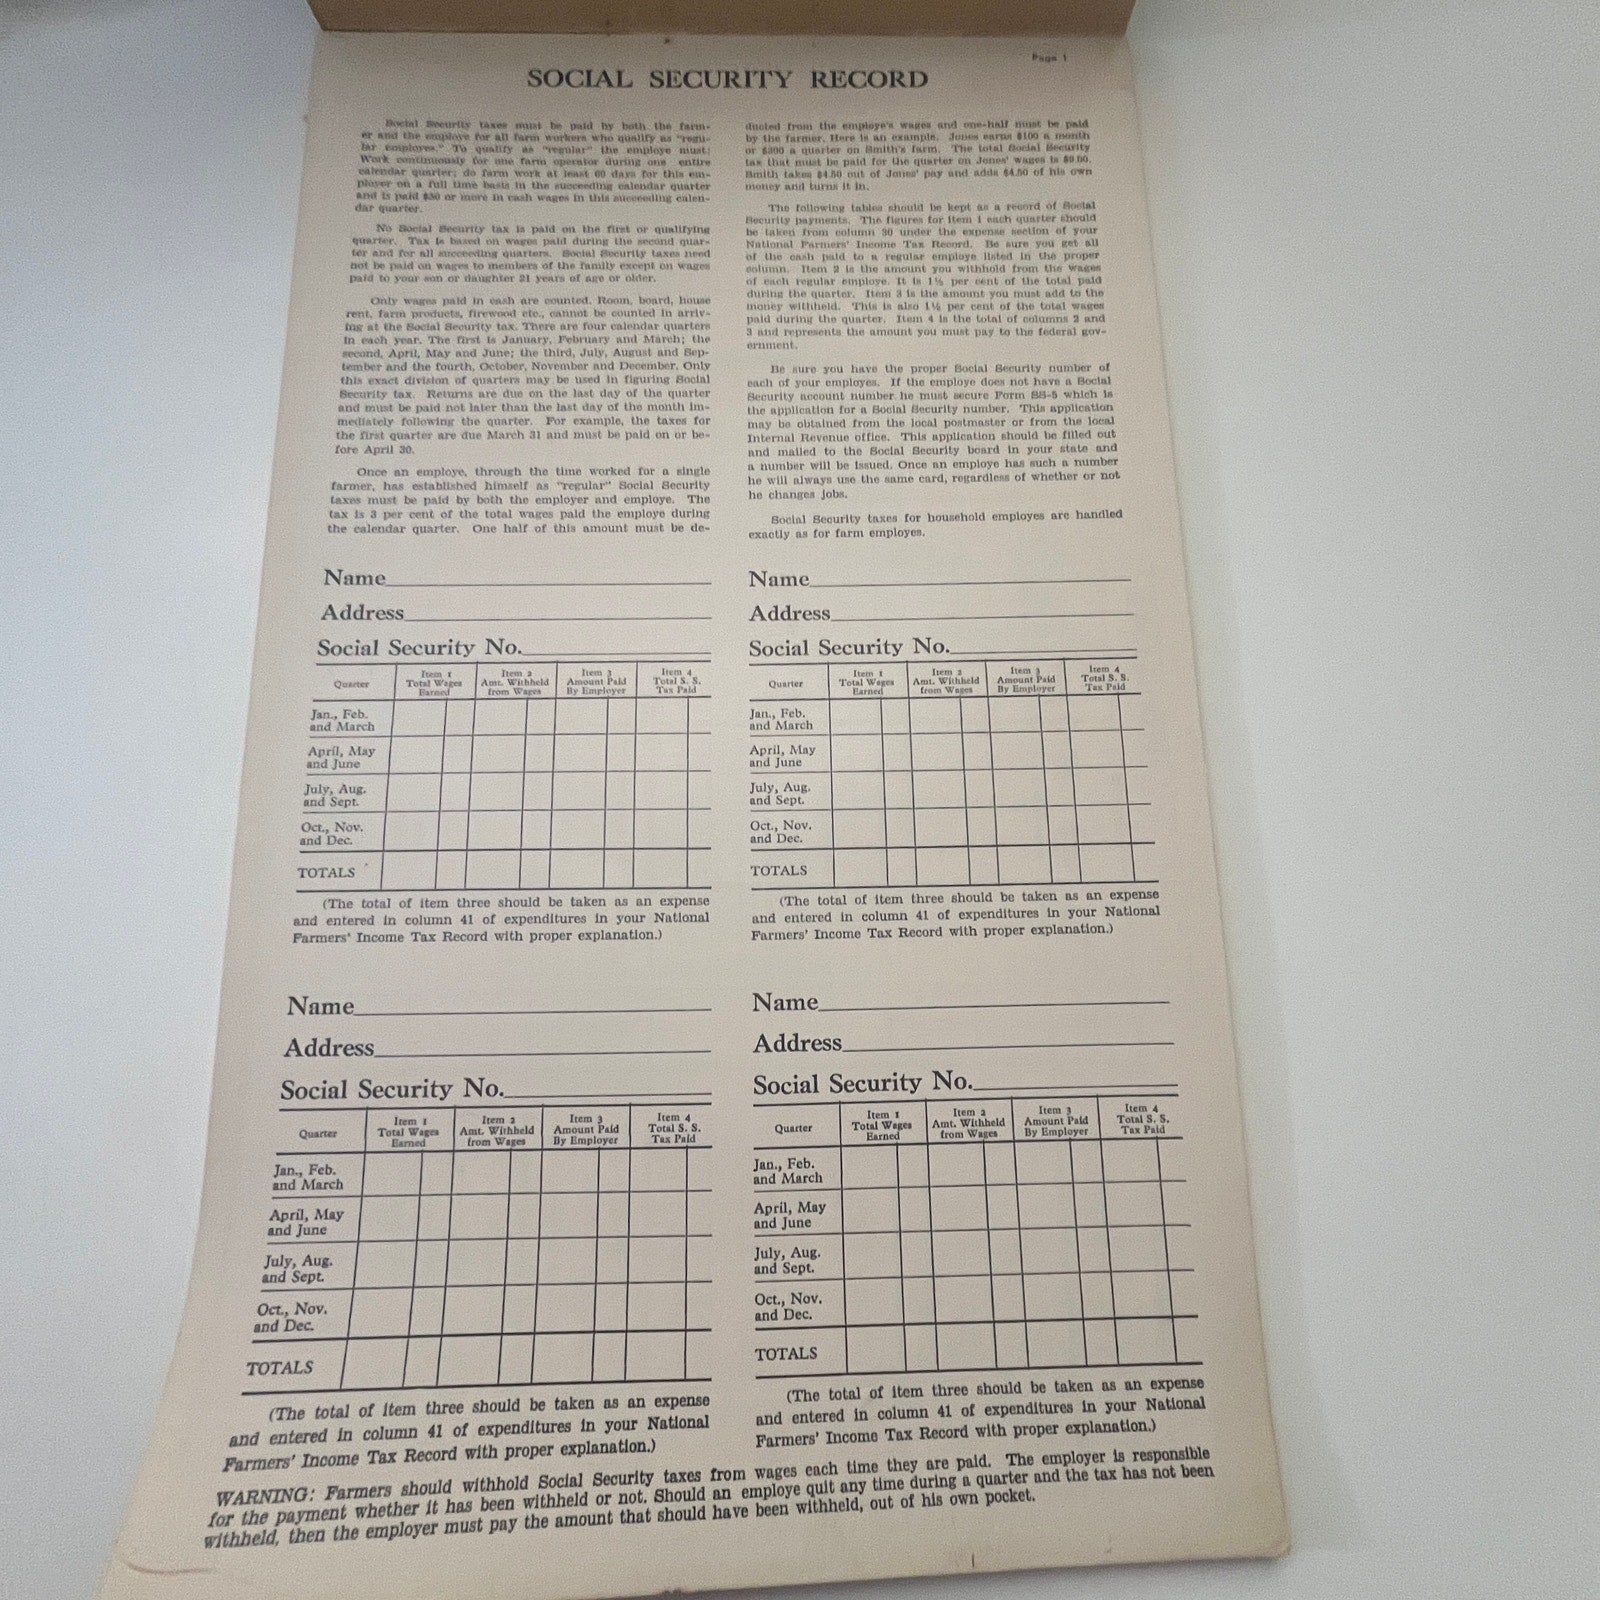 Page 1
SOCIAL SECURITY RECORD
Social Security taxes must be paid by both the farm-
er and the employe for all farm workers who qualify as "regu-
lar employes." To qualify as "regular" the employe must:
Work continuously for one farm operator during one entire
calendar quarter; do farm work at least 60 days for this em-
ployer on a full time basis in the succeeding calendar quarter
and is paid $50 or more in cash wages in this succeeding calen-
dar quarter.
No Social Security tax is paid on the first or qualifying
quarter. Tax is based on wages paid during the second quar-
ter and for all succeeding quarters. Social Security taxes need
not be paid on wages to members of the family except on wages
paid to your son or daughter 21 years of age or older.
Only wages paid in cash are counted. Room, board, house
rent, farm products, firewood etc., cannot be counted in arriv-
ing at the Social Security tax. There are four calendar quarters
in each year. The first is January, February and March; the
second, April, May and June; the third, July, August and Sep-
tember and the fourth, October, November and December. Only
this exact division of quarters may be used in figuring Social
Security tax. Returns are due on the last day of the quarter
and must be paid not later than the last day of the month im-
mediately following the quarter. For example, the taxes for
the first quarter are due March 31 and must be paid on or be-
fore April 30.
Once an employe, through the time worked for a single
farmer, has established himself as "regular" Social Security
taxes must be paid by both the employer and employe. The
tax is 3 per cent of the total wages paid the employe during
the calendar quarter. One half of this amount must be de-
ducted from the employe's wages and one-half must be paid
by the farmer. Here is an example. Jones earns $100 a month
or $300 a quarter on Smith's farm. The total Social Security
tax that must be paid for the quarter on Jones' wages is $9.00.
Smith takes $4.50 out of Jones' pay and adds $4.50 of his own
money and turns it in.
The following tables should be kept as a record of Social
Security payments. The figures for item 1 each quarter should
be taken from column 30 under the expense section of your
National Farmers' Income Tax Record. Be sure you get all
of the cash paid to a regular employe listed in the proper
column. Item 2 is the amount you withhold from the wages
of each regular employe. It is 1½ per cent of the total paid
during the quarter. Item 3 is the amount you must add to the
money withheld. This is also 1½ per cent of the total wages
paid during the quarter. Item 4 is the total of columns 2 and
3 and represents the amount you must pay to the federal gov-
ernment.
Be sure you have the proper Social Security number of
each of your employes. If the employe does not have a Social
Security account number he must secure Form SS-5 which is
the application for a Social Security number. This application
may be obtained from the local postmaster or from the local
Internal Revenue office. This application should be filled out
and mailed to the Social Security board in your state and
a number will be issued. Once an employe has such a number
he will always use the same card, regardless of whether or not
he changes jobs.
Social Security taxes for household employes are handled
exactly as for farm employes.
Name
Address
Social Security No.
Quarter
Item 1
Total Wages
Earned
Item 2
Amt. Withheld
from Wages
Item 3
Amount Paid
By Employer
Item 4
Total S. S.
Tax Paid
Jan., Feb.
and March
April, May
and June
July, Aug.
and Sept.
Oct., Nov.
and Dec.
TOTALS
(The total of item three should be taken as an expense
and entered in column 41 of expenditures in your National
Farmers' Income Tax Record with proper explanation.)
Name
Address
Social Security No.
Quarter
Item 1
Total Wages
Earned
Item 2
Amt. Withheld
from Wages
Item 3
Amount Paid
By Employer
Item 4
Total S. S.
Tax Paid
Jan., Feb.
and March
April, May
and June
July, Aug.
and Sept.
Oct., Nov.
and Dec.
TOTALS
(The total of item three should be taken as an expense
and entered in column 41 of expenditures in your National
Farmers' Income Tax Record with proper explanation.)
Name
Address
Social Security No.
Quarter
Item 1
Total Wages
Earned
Item 2
Amt. Withheld
from Wages
Item 3
Amount Paid
By Employer
Item 4
Total S. S.
Tax Paid
Jan., Feb.
and March
April, May
and June
July, Aug.
and Sept.
Oct., Nov.
and Dec.
TOTALS
(The total of item three should be taken as an expense
and entered in column 41 of expenditures in your National
Farmers' Income Tax Record with proper explanation.)
Name
Address
Social Security No.
Quarter
Item 1
Total Wages
Earned
Item 2
Amt. Withheld
from Wages
Item 3
Amount Paid
By Employer
Item 4
Total S. S.
Tax Paid
Jan., Feb.
and March
April, May
and June
July, Aug.
and Sept.
Oct., Nov.
and Dec.
TOTALS
(The total of item three should be taken as an expense
and entered in column 41 of expenditures in your National
Farmers' Income Tax Record with proper explanation.)
WARNING: Farmers should withhold Social Security taxes from wages each time they are paid. The employer is responsible
for the payment whether it has been withheld or not. Should an employe quit any time during a quarter and the tax has not been
withheld, then the employer must pay the amount that should have been withheld, out of his own pocket.